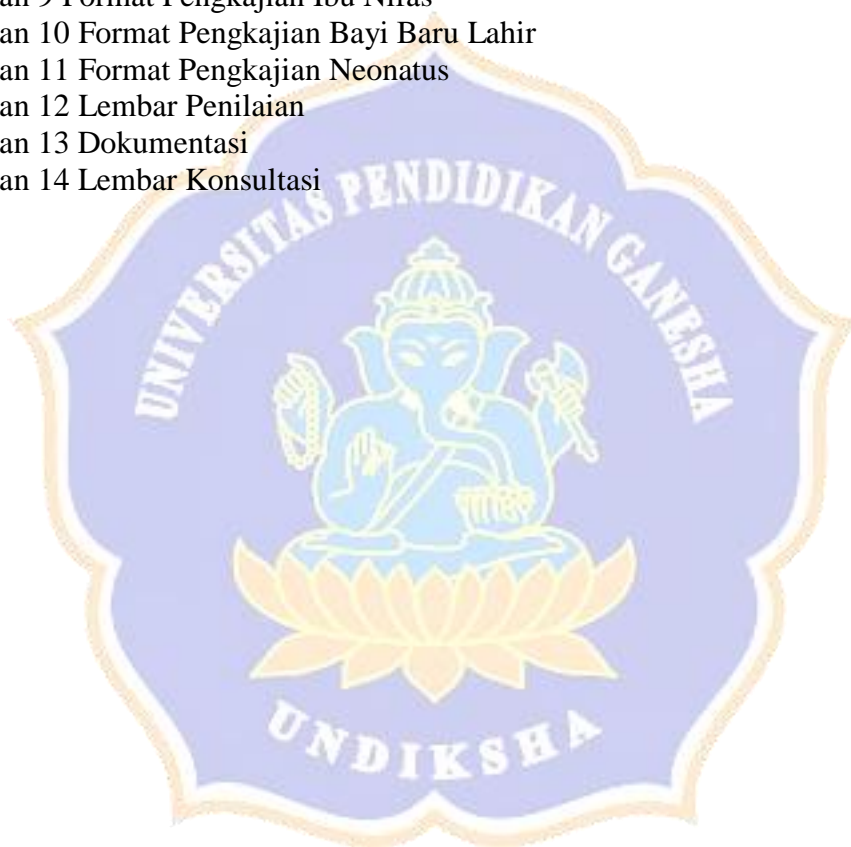 an 9 Format Pengkajian Ibu Nifas
an 10 Format Pengkajian Bayi Baru Lahir
an 11 Format Pengkajian Neonatus
an 12 Lembar Penilaian
an 13 Dokumentasi
an 14 Lembar Konsultasi
UNIVERSITAS PENDIDIKAN GANESHA
UNDIKSHA